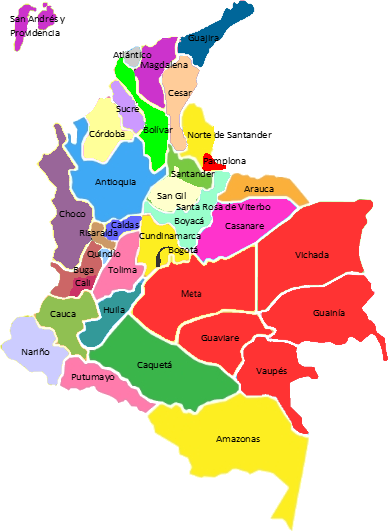 San Andrés y
Providencia
Guajira
Atlántico
Magdalena
Cesar
Sucre
Córdoba
Bolívar
Norte de Santander
Pamplona
Santander
Antioquia
San Gil
Arauca
Santa Rosa de Viterbo
Choco
Boyacá
Caldas
Casanare
Risaralda
Cundinamarca
Bogotá
Quindío
Vichada
Buga
Tolima
Cali
Meta
Cauca
Huila
Guainía
Guaviare
Nariño
Caquetá
Vaupés
Putumayo
Amazonas